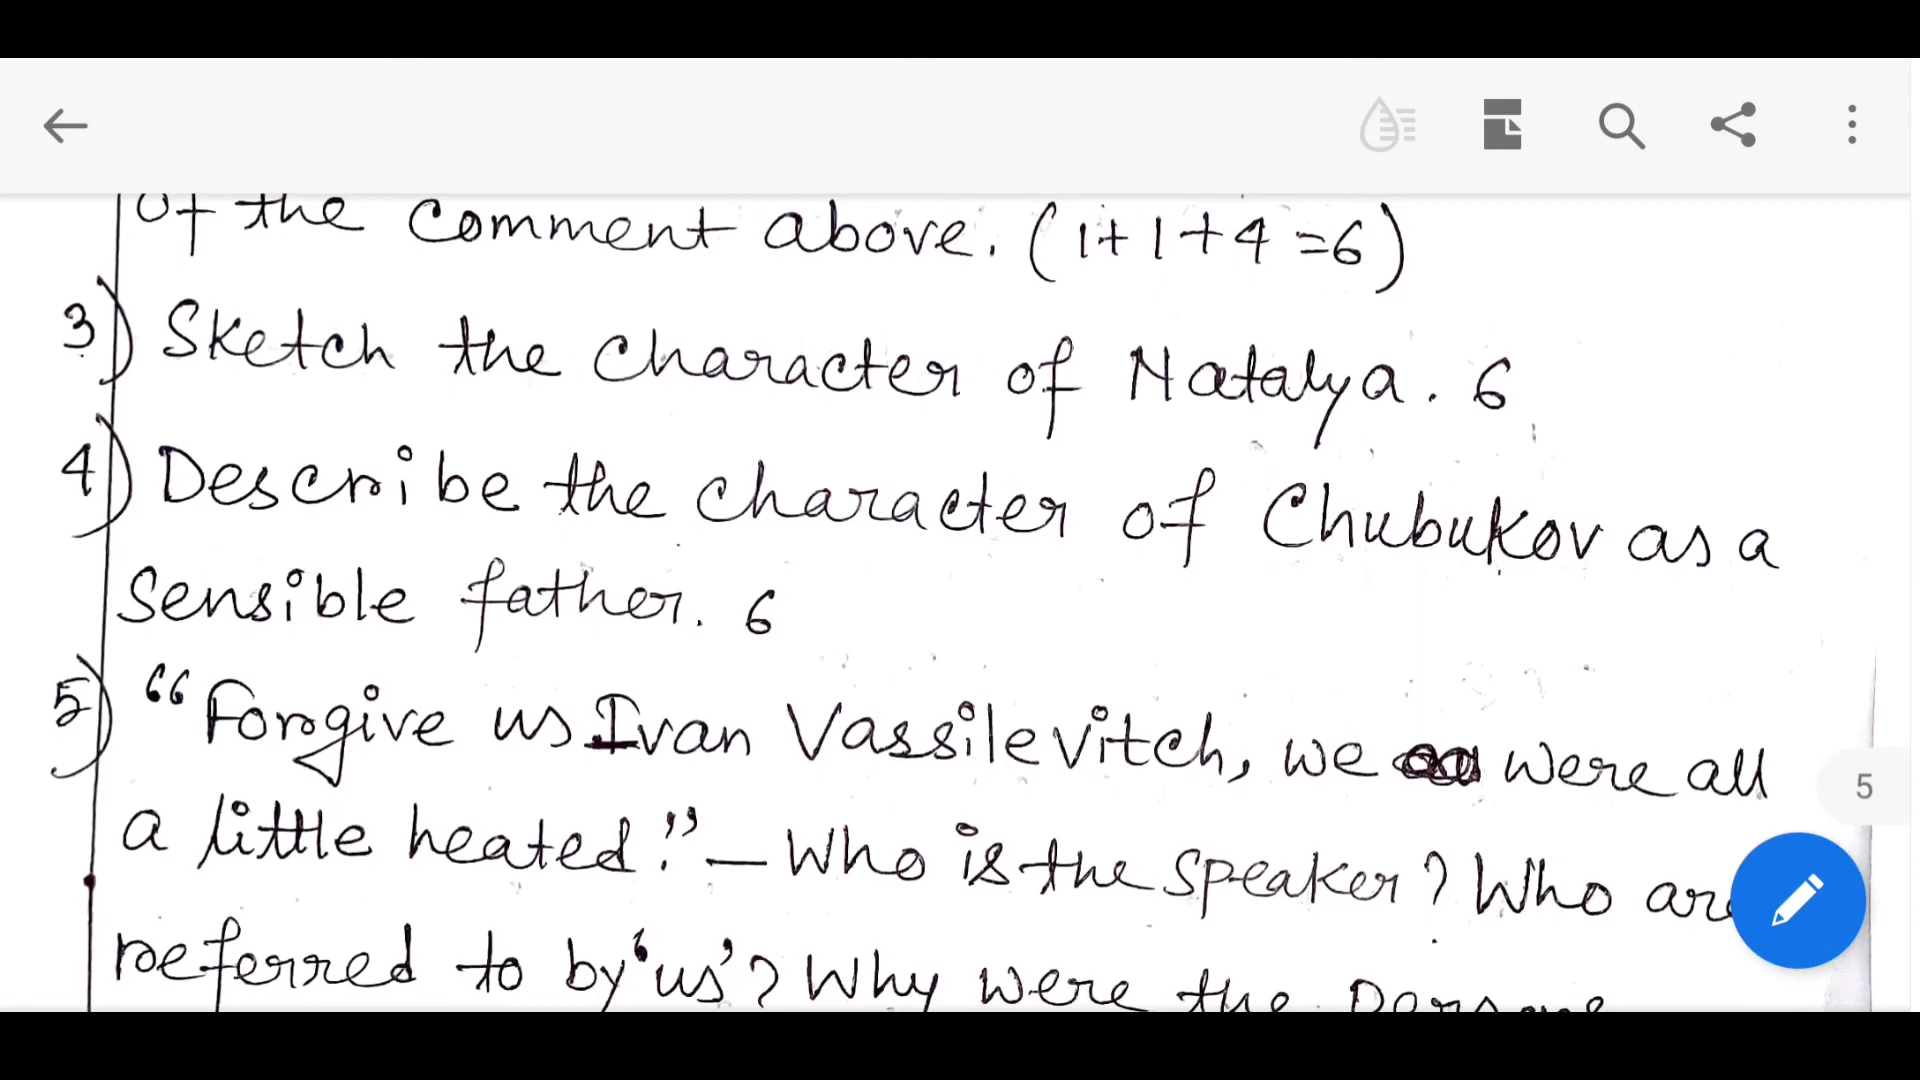 of the comment above. (1+1+4=6)
3) Sketch the character of Natalya. 6
4) Describe the character of Chubukov as a
sensible father. 6
5) "Forgive us Ivan Vassilevitch, we were all
a little heated." – Who is the speaker? Who are
referred to by 'us'? Why were the
5